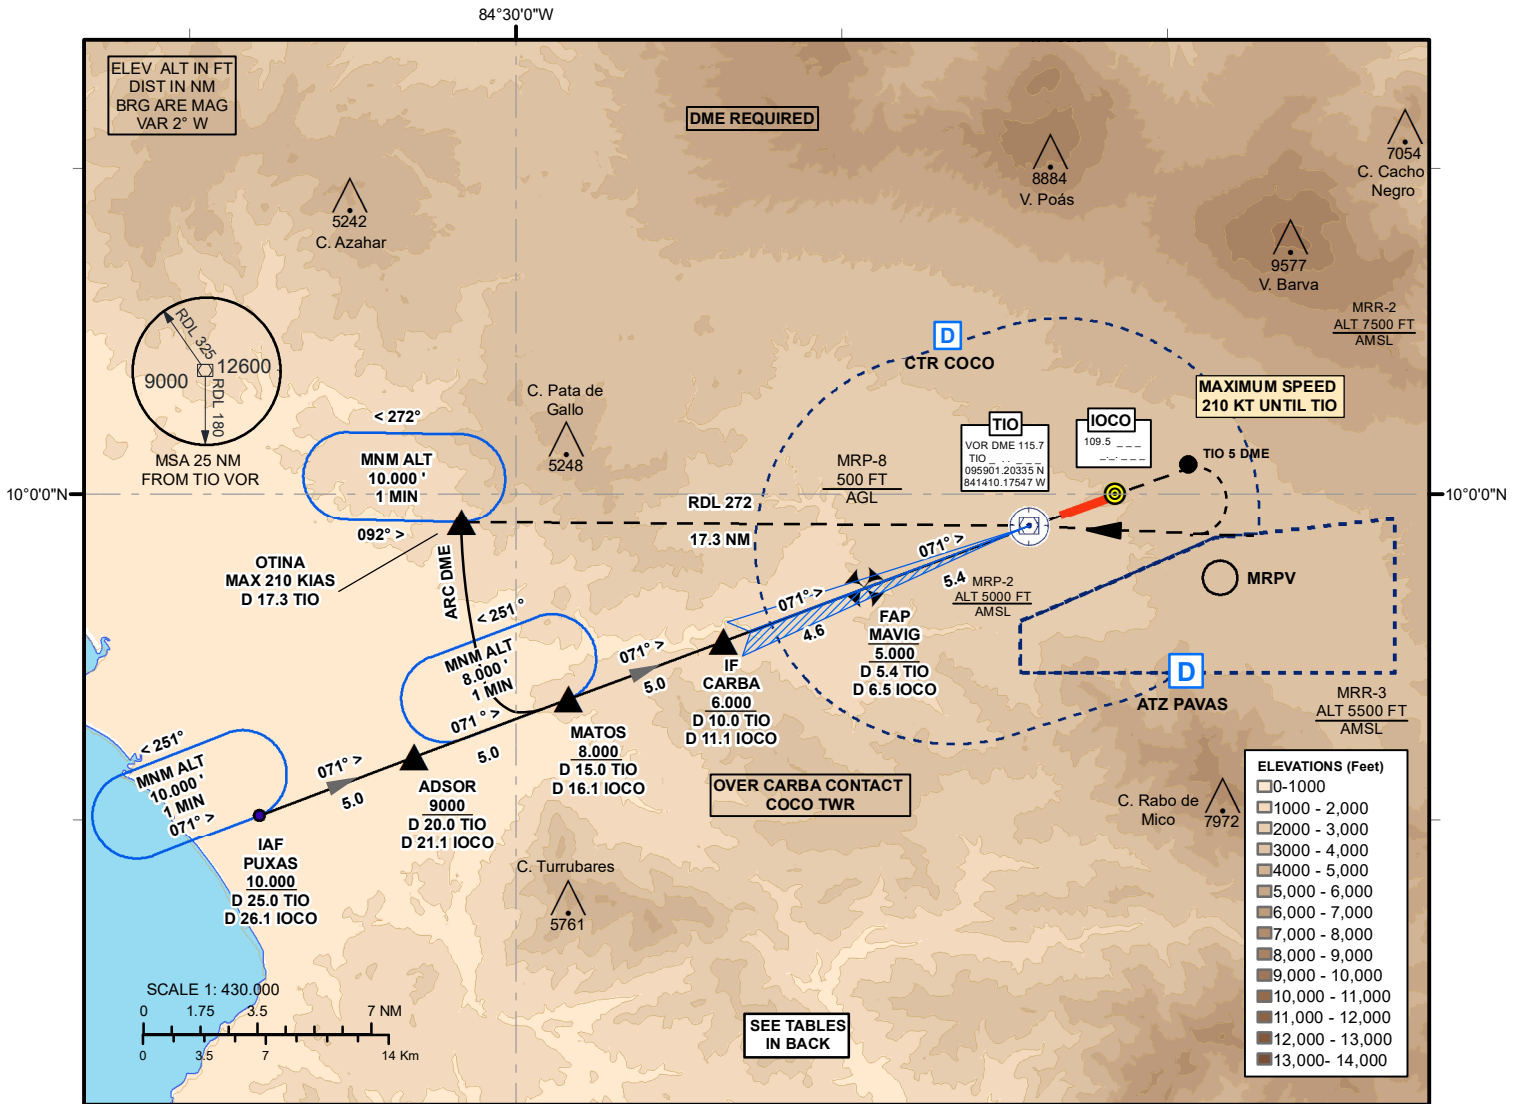 84°30'0"W
ELEV ALT IN FT
DIST IN NM
BRG ARE MAG
VAR 2° W
DME REQUIRED
8884
V. Poás
7054
C. Cacho
Negro
5242
C. Azahar
9577
V. Barva
MRR-2
ALT 7500 FT
AMSL
RDL 325
12600
9000
RDL 180
MSA 25 NM
FROM TIO VOR
D
CTR COCO
MAXIMUM SPEED
210 KT UNTIL TIO
C. Pata de
Gallo
5248
< 272°
MNM ALT
10.000 '
1 MIN
092° >
TIO
VOR DME 115.7
TIO _ . . _ _ _
095901.20335 N
841410.17547 W
IOCO
109.5 _ _ _
_._. _ _ _
TIO 5 DME
MRP-8
500 FT
AGL
10°0'0"N
10°0'0"N
RDL 272
17.3 NM
OTINA
MAX 210 KIAS
D 17.3 TIO
ARC DME
071° >
5.4
MRP-2
ALT 5000 FT
AMSL
MRPV
071°->
4.6
FAP
MAVIG
5.000
D 5.4 TIO
D 6.5 IOCO
< 251°
MNM ALT
8.000 '
1 MIN
071° >
5.0
071° >
5.0
IF
CARBA
6.000
D 10.0 TIO
D 11.1 IOCO
D
ATZ PAVAS
MRR-3
ALT 5500 FT
AMSL
MATOS
8.000
D 15.0 TIO
D 16.1 IOCO
< 251°
MNM ALT
10.000 '
1 MIN
071° >
071° >
5.0
ADSOR
9000
D 20.0 TIO
D 21.1 IOCO
OVER CARBA CONTACT
COCO TWR
C. Rabo de
Mico
7972
IAF
PUXAS
10.000
D 25.0 TIO
D 26.1 IOCO
C. Turrubares
5761
ELEVATIONS (Feet)
0-1000
1000 - 2,000
2000 - 3,000
3000 - 4,000
4000 - 5,000
5,000 - 6,000
6,000 - 7,000
7,000 - 8,000
8,000 - 9,000
9,000 - 10,000
10,000 - 11,000
11,000 - 12,000
12,000 - 13,000
13,000- 14,000
SCALE 1: 430.000
0 1.75 3.5 7 NM
0 3.5 7 14 Km
SEE TABLES
IN BACK